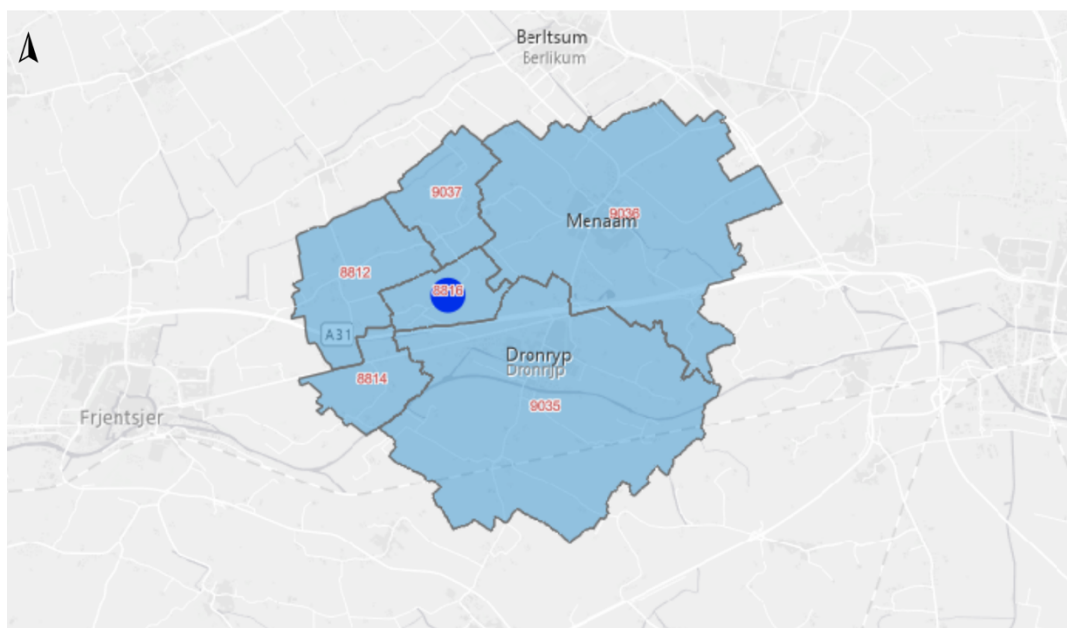 Berltsum
Berlikum
9037
9036
Menaam
8812
8816
A31
Dronryp
Dronrijp
8814
9035
Frjentsjer